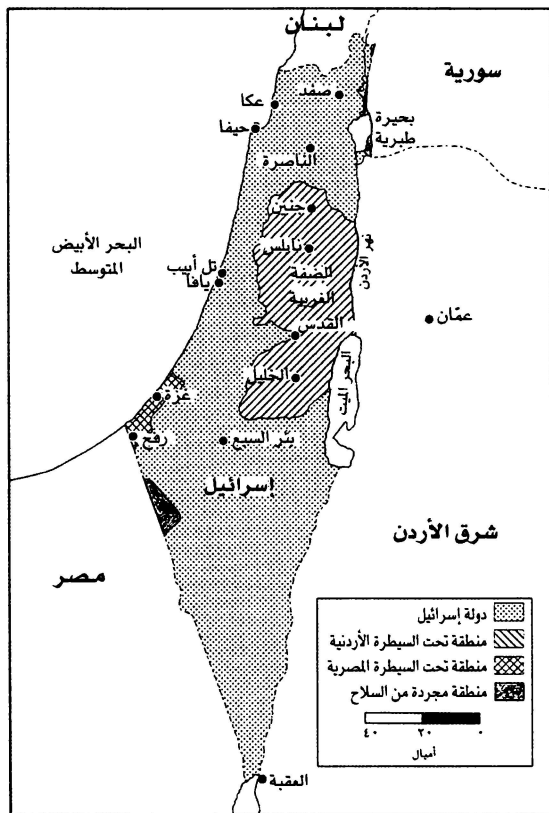 لبنان
سورية
صفد
عكا
حيفا
بحيرة
طبرية
الناصرة
جنين
نابلس
الضفة
الغربية
نهر الأردن
البحر الأبيض
المتوسط
تل أبيب
يافا
القدس
عمّان
البحر الميت
الخليل
غزة
رفح
بئر السبع
إسرائيل
شرق الأردن
مصر
دولة إسرائيل
منطقة تحت السيطرة الأردنية
منطقة تحت السيطرة المصرية
منطقة مجردة من السلاح
٤٠ ٢٠ ٠
أميال
العقبة